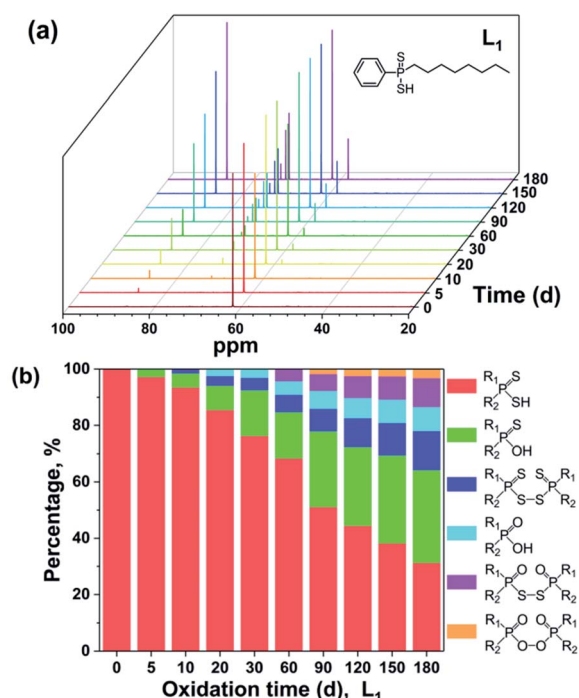 (a)
L₁
S
P
SH
180
150
120
90
60
30
20
10
5
0
Time (d)
100 80 60 40 20
ppm
(b)
100
80
60
40
20
0
Percentage, %
0 5 10 20 30 60 90 120 150 180
Oxidation time (d), L₁
R₁ S
P
R₂ SH
R₁ S
P
R₂ OH
R₁ S S R₁
P P
R₂ S–S R₂
R₁ O
P
R₂ OH
R₁ O O R₁
P P
R₂ S–S R₂
R₁ O O R₁
P P
R₂ O–O R₂